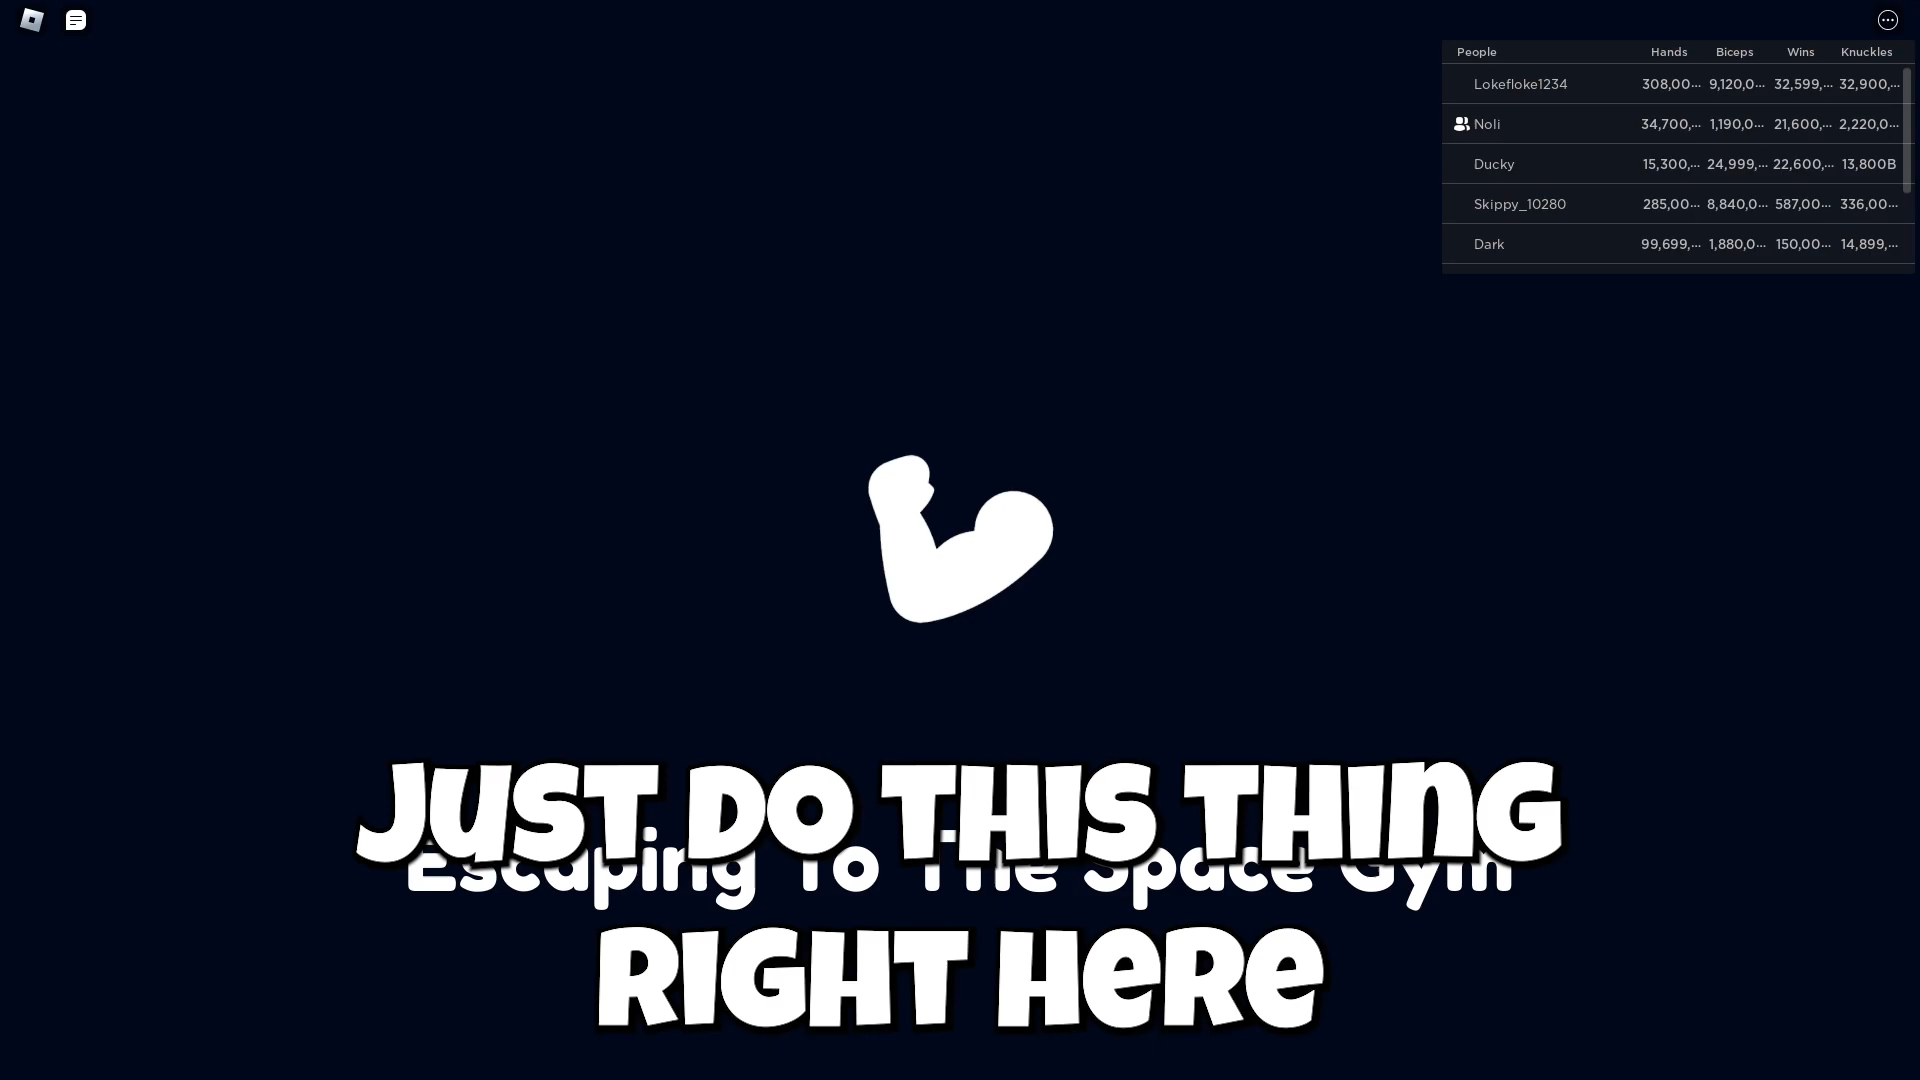 People Hands Biceps Wins Knuckles
Lokefloke1234 308,00... 9,120,0... 32,599,... 32,900,...
Noli 34,700,... 1,190,0... 21,600,... 2,220,0...
Ducky 15,300,... 24,999,... 22,600,... 13,800B
Skippy_10280 285,00... 8,840,0... 587,00... 336,00...
Dark 99,699,... 1,880,0... 150,00... 14,899,...
JUST DO THIS THING
Escaping To The Space Gym
RIGHT HERE